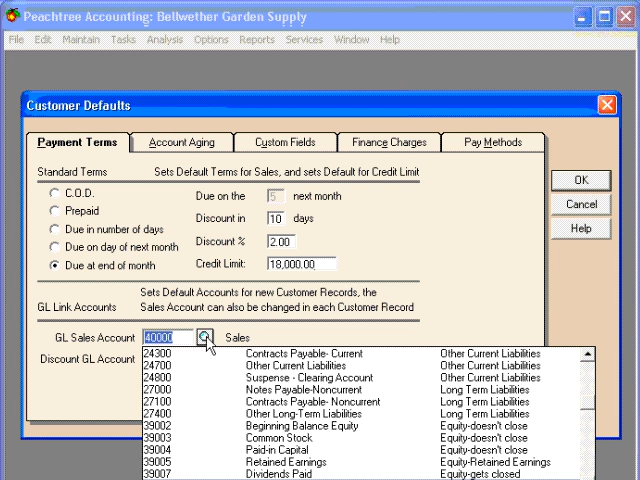 Peachtree Accounting: Bellwether Garden Supply
File Edit Maintain Tasks Analysis Options Reports Services Window Help
Customer Defaults
Payment Terms Account Aging Custom Fields Finance Charges Pay Methods
Standard Terms Sets Default Terms for Sales, and sets Default for Credit Limit
OK
Cancel
Help
C.O.D.
Prepaid
Due in number of days
Due on day of next month
Due at end of month
Due on the 5 next month
Discount in 10 days
Discount % 2.00
Credit Limit: 18,000.00
Sets Default Accounts for new Customer Records, the
GL Link Accounts Sales Account can also be changed in each Customer Record
GL Sales Account 40000 Sales
Discount GL Account
24300 Contracts Payable- Current Other Current Liabilities
24700 Other Current Liabilities Other Current Liabilities
24800 Suspense - Clearing Account Other Current Liabilities
27000 Notes Payable-Noncurrent Long Term Liabilities
27100 Contracts Payable- Noncurrent Long Term Liabilities
27400 Other Long-Term Liabilities Long Term Liabilities
39002 Beginning Balance Equity Equity-doesn't close
39003 Common Stock Equity-doesn't close
39004 Paid-in Capital Equity-doesn't close
39005 Retained Earnings Equity-Retained Earnings
39007 Dividends Paid Equity-gets closed